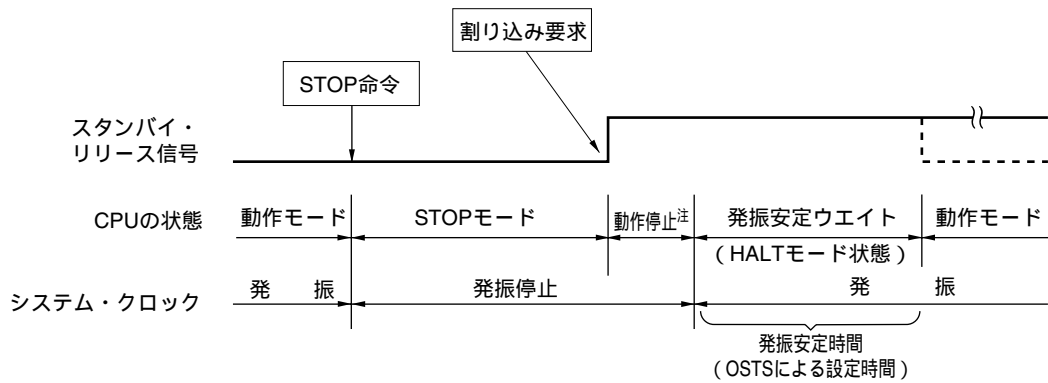 割り込み要求
STOP命令
スタンバイ・
リリース信号
CPUの状態 動作モード STOPモード 動作停止注 発振安定ウエイト 動作モード
(HALTモード状態)
システム・クロック 発 振 発振停止 発 振
発振安定時間
(OSTSによる設定時間)